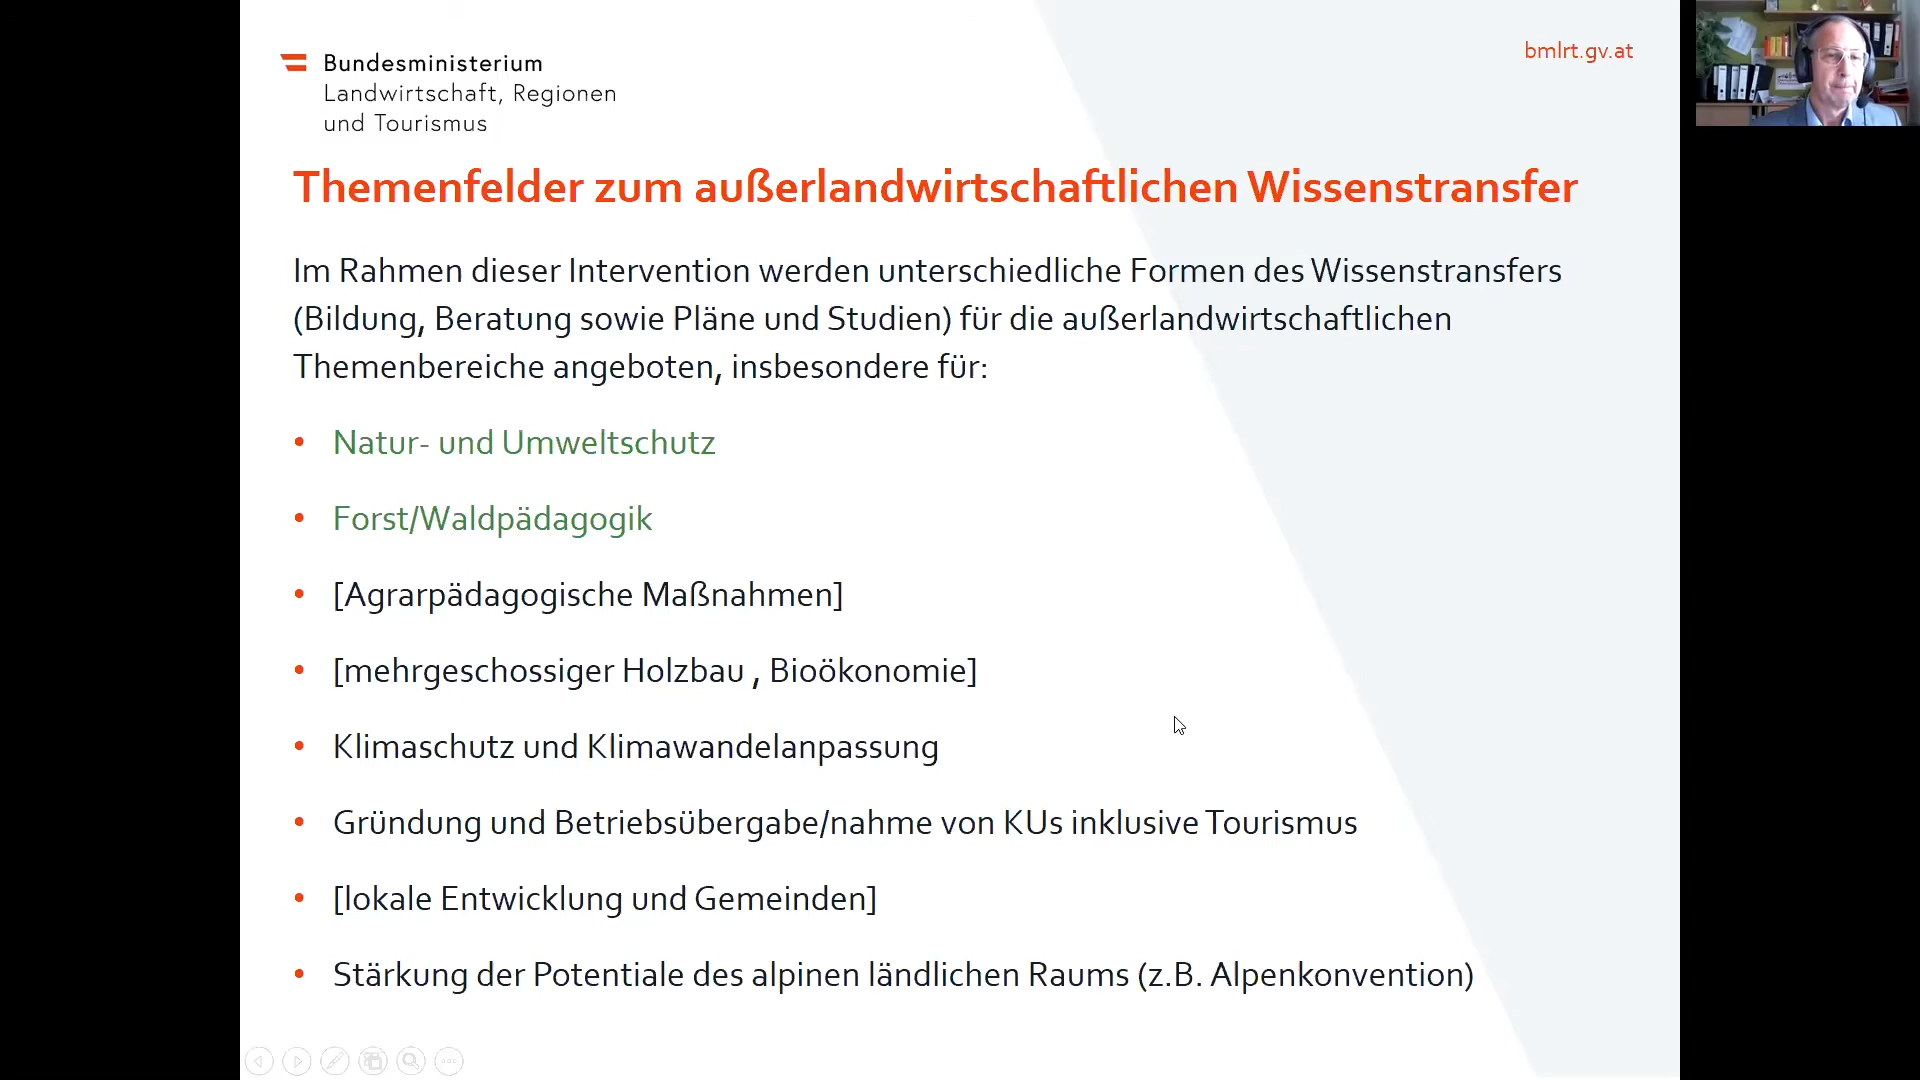 Bundesministerium
Landwirtschaft, Regionen
und Tourismus
bmlrt.gv.at
Themenfelder zum außerlandwirtschaftlichen Wissenstransfer
Im Rahmen dieser Intervention werden unterschiedliche Formen des Wissenstransfers
(Bildung, Beratung sowie Pläne und Studien) für die außerlandwirtschaftlichen
Themenbereiche angeboten, insbesondere für:
• Natur- und Umweltschutz
• Forst/Waldpädagogik
• [Agrarpädagogische Maßnahmen]
• [mehrgeschossiger Holzbau , Bioökonomie]
• Klimaschutz und Klimawandelanpassung
• Gründung und Betriebsübergabe/nahme von KUs inklusive Tourismus
• [lokale Entwicklung und Gemeinden]
• Stärkung der Potentiale des alpinen ländlichen Raums (z.B. Alpenkonvention)